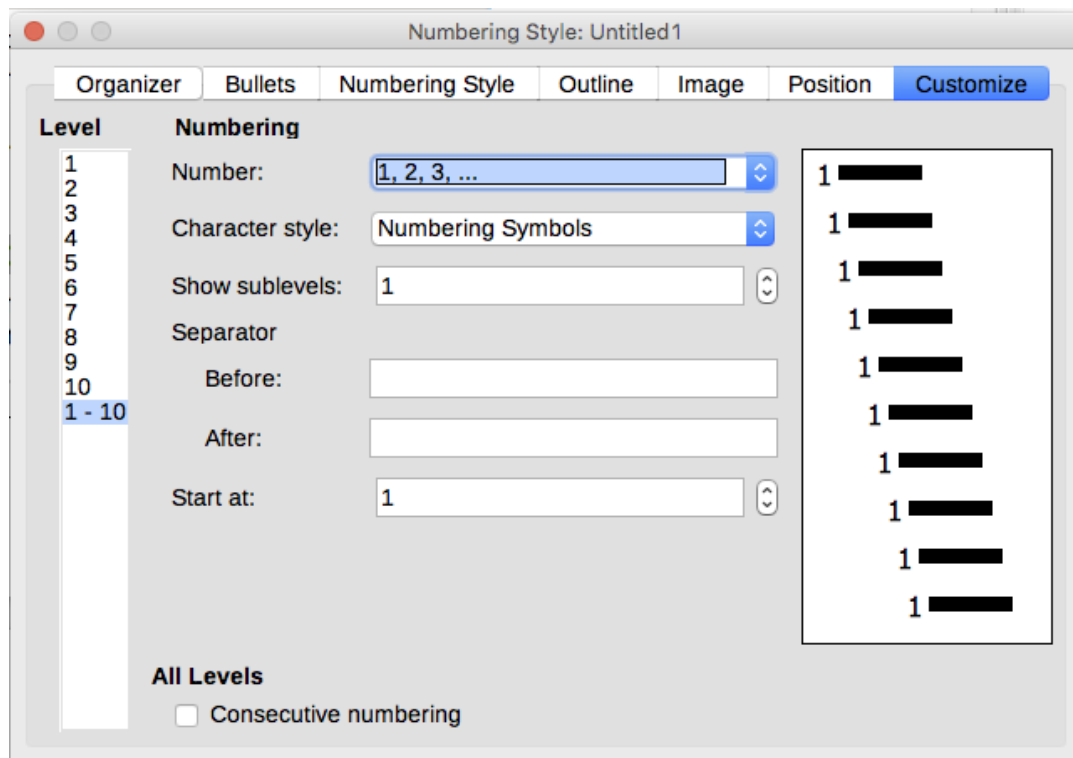 Numbering Style: Untitled1
Organizer Bullets Numbering Style Outline Image Position Customize
Level Numbering
1
2
3
4
5
6
7
8
9
10
1 - 10
Number: 1, 2, 3, ...
Character style: Numbering Symbols
Show sublevels: 1
Separator
Before:
After:
Start at: 1
1
1
1
1
1
1
1
1
1
1
All Levels
Consecutive numbering